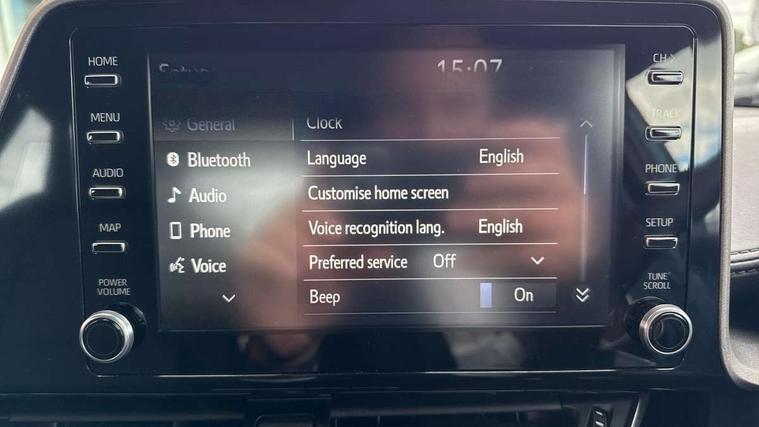 HOME
CH >
Setup
15:07
MENU
TRACK
General
Clock
Bluetooth
Language English
AUDIO
PHONE
Audio
Customise home screen
MAP
SETUP
Phone
Voice recognition lang. English
Voice
Preferred service Off
POWER
VOLUME
TUNE
SCROLL
Beep On